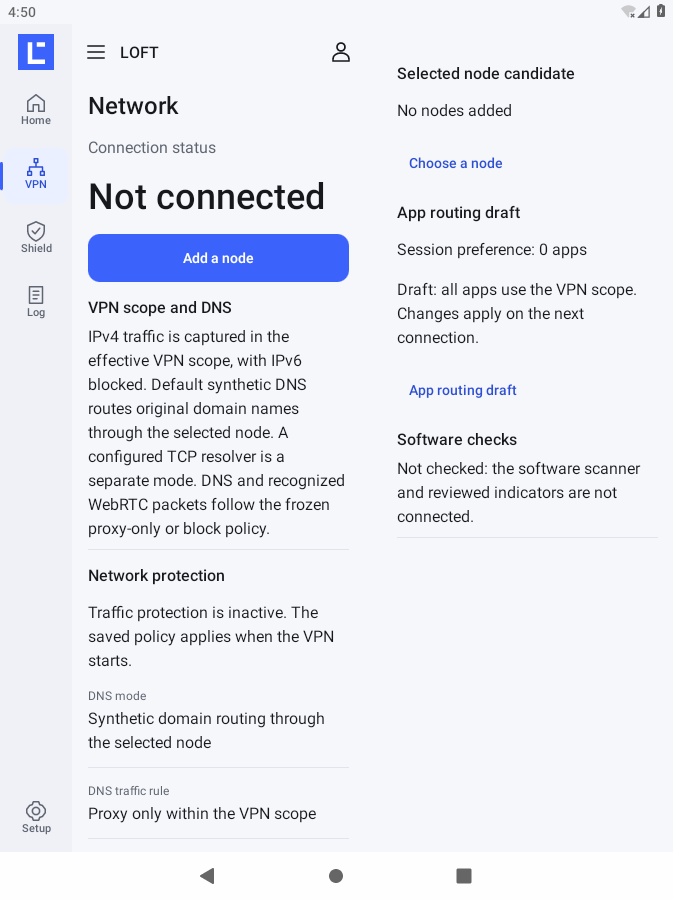 4:50
LOFT
Home
VPN
Shield
Log
Setup
Network
Connection status
Not connected
Add a node
VPN scope and DNS
IPv4 traffic is captured in the
effective VPN scope, with IPv6
blocked. Default synthetic DNS
routes original domain names
through the selected node. A
configured TCP resolver is a
separate mode. DNS and recognized
WebRTC packets follow the frozen
proxy-only or block policy.
Network protection
Traffic protection is inactive. The
saved policy applies when the VPN
starts.
DNS mode
Synthetic domain routing through
the selected node
DNS traffic rule
Proxy only within the VPN scope
Selected node candidate
No nodes added
Choose a node
App routing draft
Session preference: 0 apps
Draft: all apps use the VPN scope.
Changes apply on the next
connection.
App routing draft
Software checks
Not checked: the software scanner
and reviewed indicators are not
connected.